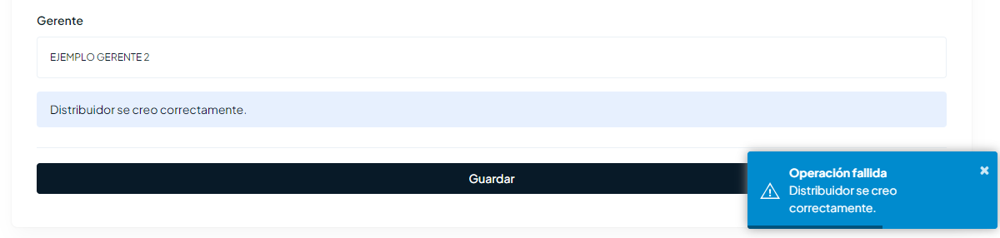 Gerente
EJEMPLO GERENTE 2
Distribuidor se creo correctamente.
Guardar
Operación fallida
Distribuidor se creo
correctamente.